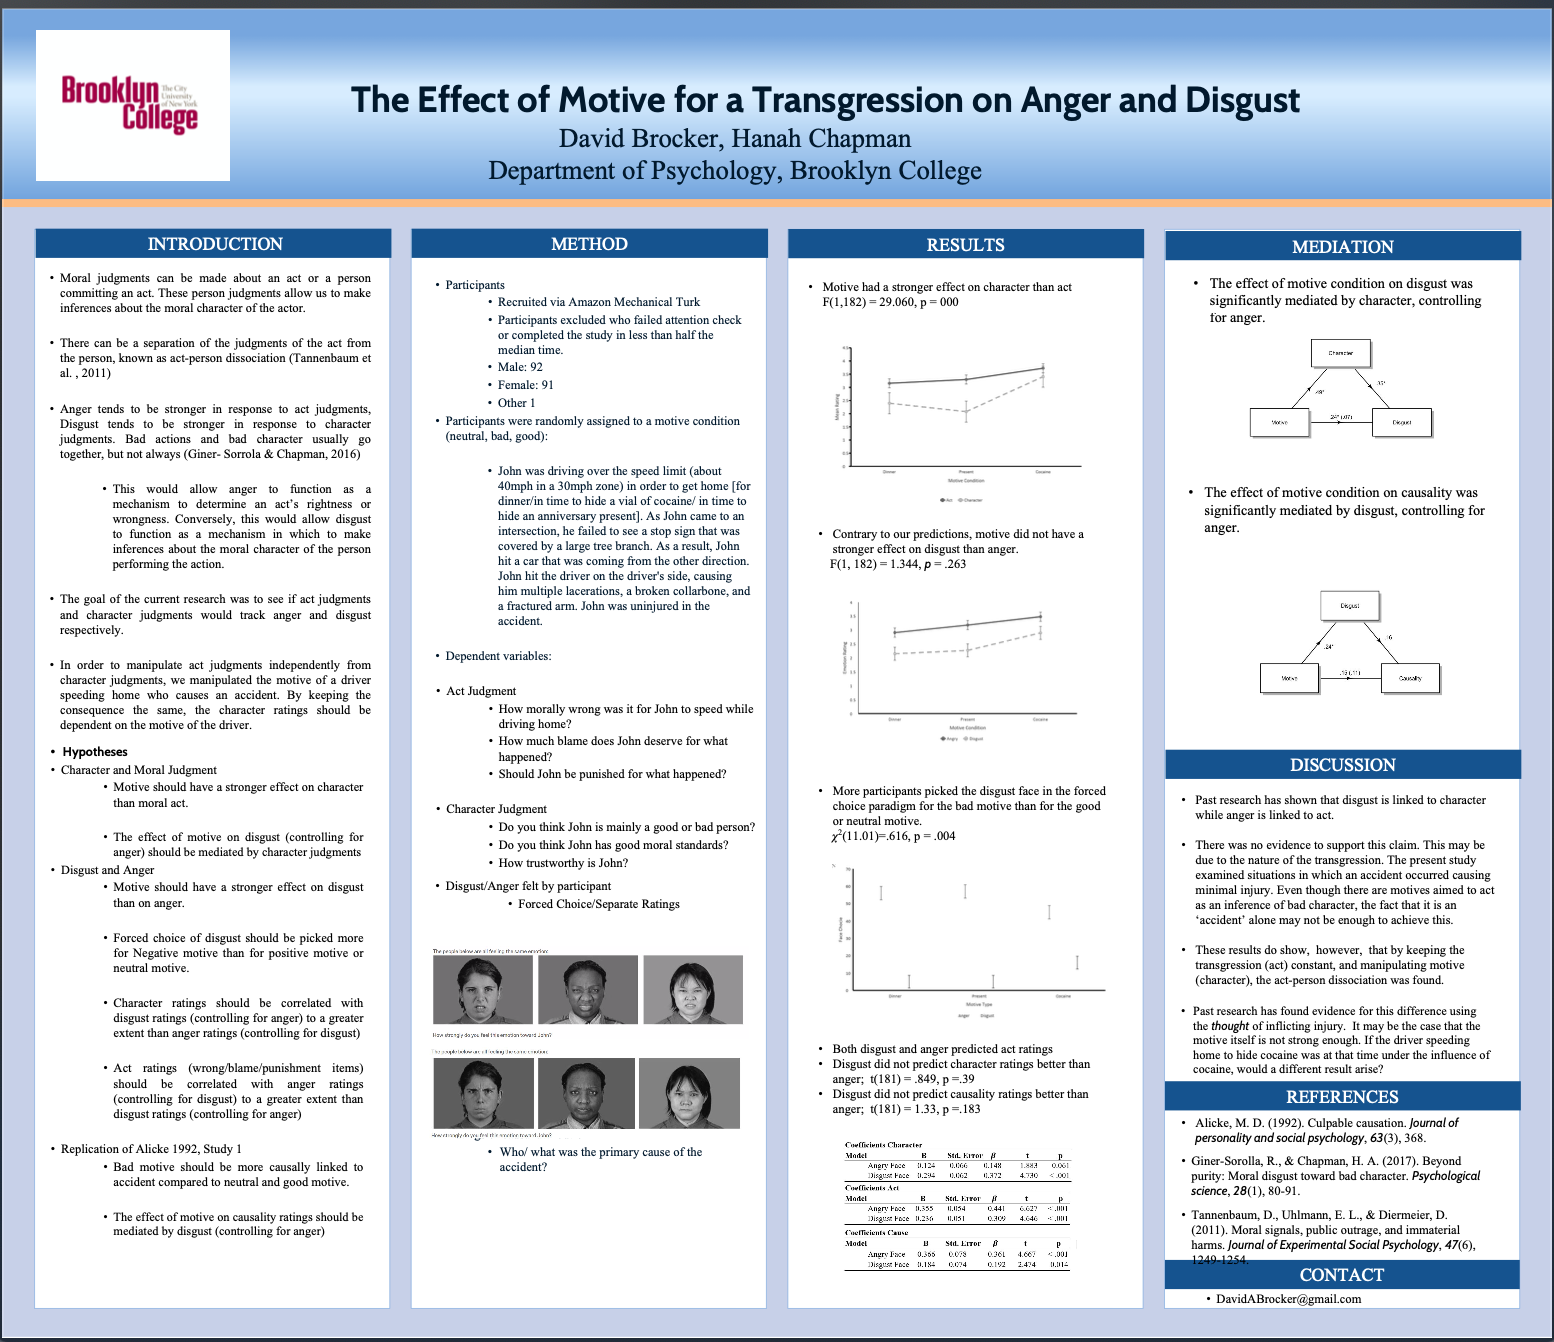 Brooklyn
College
The City
University
of New York
The Effect of Motive for a Transgression on Anger and Disgust
David Brocker, Hanah Chapman
Department of Psychology, Brooklyn College
INTRODUCTION
• Moral judgments can be made about an act or a person
committing an act. These person judgments allow us to make
inferences about the moral character of the actor.
• There can be a separation of the judgments of the act from
the person, known as act-person dissociation (Tannenbaum et
al. , 2011)
• Anger tends to be stronger in response to act judgments,
Disgust tends to be stronger in response to character
judgments. Bad actions and bad character usually go
together, but not always (Giner- Sorrola & Chapman, 2016)
• This would allow anger to function as a
mechanism to determine an act's rightness or
wrongness. Conversely, this would allow disgust
to function as a mechanism in which to make
inferences about the moral character of the person
performing the action.
• The goal of the current research was to see if act judgments
and character judgments would track anger and disgust
respectively.
• In order to manipulate act judgments independently from
character judgments, we manipulated the motive of a driver
speeding home who causes an accident. By keeping the
consequence the same, the character ratings should be
dependent on the motive of the driver.
• Hypotheses
• Character and Moral Judgment
• Motive should have a stronger effect on character
than moral act.
• The effect of motive on disgust (controlling for
anger) should be mediated by character judgments
• Disgust and Anger
• Motive should have a stronger effect on disgust
than on anger.
• Forced choice of disgust should be picked more
for Negative motive than for positive motive or
neutral motive.
• Character ratings should be correlated with
disgust ratings (controlling for anger) to a greater
extent than anger ratings (controlling for disgust)
• Act ratings (wrong/blame/punishment items)
should be correlated with anger ratings
(controlling for disgust) to a greater extent than
disgust ratings (controlling for anger)
• Replication of Alicke 1992, Study 1
• Bad motive should be more causally linked to
accident compared to neutral and good motive.
• The effect of motive on causality ratings should be
mediated by disgust (controlling for anger)
METHOD
• Participants
• Recruited via Amazon Mechanical Turk
• Participants excluded who failed attention check
or completed the study in less than half the
median time.
• Male: 92
• Female: 91
• Other 1
• Participants were randomly assigned to a motive condition
(neutral, bad, good):
• John was driving over the speed limit (about
40mph in a 30mph zone) in order to get home [for
dinner/in time to hide a vial of cocaine/ in time to
hide an anniversary present]. As John came to an
intersection, he failed to see a stop sign that was
covered by a large tree branch. As a result, John
hit a car that was coming from the other direction.
John hit the driver on the driver's side, causing
him multiple lacerations, a broken collarbone, and
a fractured arm. John was uninjured in the
accident.
• Dependent variables:
• Act Judgment
• How morally wrong was it for John to speed while
driving home?
• How much blame does John deserve for what
happened?
• Should John be punished for what happened?
• Character Judgment
• Do you think John is mainly a good or bad person?
• Do you think John has good moral standards?
• How trustworthy is John?
• Disgust/Anger felt by participant
• Forced Choice/Separate Ratings
The people below are all feeling the same emotion:
How strongly do you feel this emotion toward John?
The people below are all feeling the same emotion:
How strongly do you feel this emotion toward John?
• Who/ what was the primary cause of the
accident?
RESULTS
• Motive had a stronger effect on character than act
F(1,182) = 29.060, p = 000
Mean Rating
Dinner Present Cocaine
Motive Condition
Act Character
• Contrary to our predictions, motive did not have a
stronger effect on disgust than anger.
F(1, 182) = 1.344, p = .263
Emotion Rating
Dinner Present Cocaine
Motive Condition
Angry Disgust
• More participants picked the disgust face in the forced
choice paradigm for the bad motive than for the good
or neutral motive.
χ2(11.01)=.616, p = .004
Face Choice
70
60
50
40
30
20
10
0
Dinner Present Cocaine
Motive Type
Anger Disgust
• Both disgust and anger predicted act ratings
• Disgust did not predict character ratings better than
anger; t(181) = .849, p =.39
• Disgust did not predict causality ratings better than
anger; t(181) = 1.33, p =.183
Coefficients Character
Model B Std. Error β t p
Angry Face 0.124 0.066 0.148 1.883 0.061
Disgust Face 0.294 0.062 0.372 4.730 < .001
Coefficients Act
Model B Std. Error β t p
Angry Face 0.355 0.054 0.441 6.627 < .001
Disgust Face 0.236 0.051 0.309 4.646 < .001
Coefficients Cause
Model B Std. Error β t p
Angry Face 0.366 0.078 0.361 4.667 < .001
Disgust Face 0.184 0.074 0.192 2.474 0.014
MEDIATION
• The effect of motive condition on disgust was
significantly mediated by character, controlling
for anger.
Character
.49* .35*
Motive .24* (.07) Disgust
• The effect of motive condition on causality was
significantly mediated by disgust, controlling for
anger.
Disgust
.24* .16
Motive .13 (.11) Causality
DISCUSSION
• Past research has shown that disgust is linked to character
while anger is linked to act.
• There was no evidence to support this claim. This may be
due to the nature of the transgression. The present study
examined situations in which an accident occurred causing
minimal injury. Even though there are motives aimed to act
as an inference of bad character, the fact that it is an
'accident' alone may not be enough to achieve this.
• These results do show, however, that by keeping the
transgression (act) constant, and manipulating motive
(character), the act-person dissociation was found.
• Past research has found evidence for this difference using
the thought of inflicting injury. It may be the case that the
motive itself is not strong enough. If the driver speeding
home to hide cocaine was at that time under the influence of
cocaine, would a different result arise?
REFERENCES
• Alicke, M. D. (1992). Culpable causation. Journal of
personality and social psychology, 63(3), 368.
• Giner-Sorolla, R., & Chapman, H. A. (2017). Beyond
purity: Moral disgust toward bad character. Psychological
science, 28(1), 80-91.
• Tannenbaum, D., Uhlmann, E. L., & Diermeier, D.
(2011). Moral signals, public outrage, and immaterial
harms. Journal of Experimental Social Psychology, 47(6),
1249-1254.
CONTACT
• DavidABrocker@gmail.com